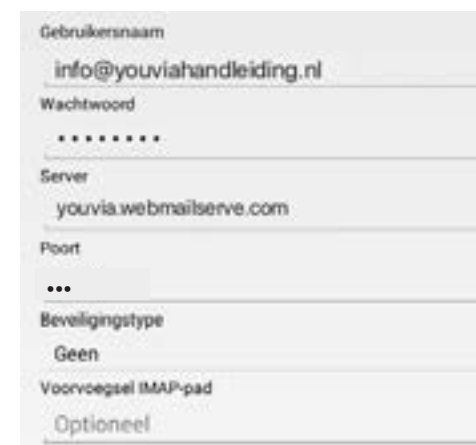 Gebruikersnaam
info@youviahandleiding.nl
Wachtwoord
••••••••
Server
youvia.webmailserve.com
Poort
•••
Beveiligingstype
Geen
Voorvoegsel IMAP-pad
Optioneel